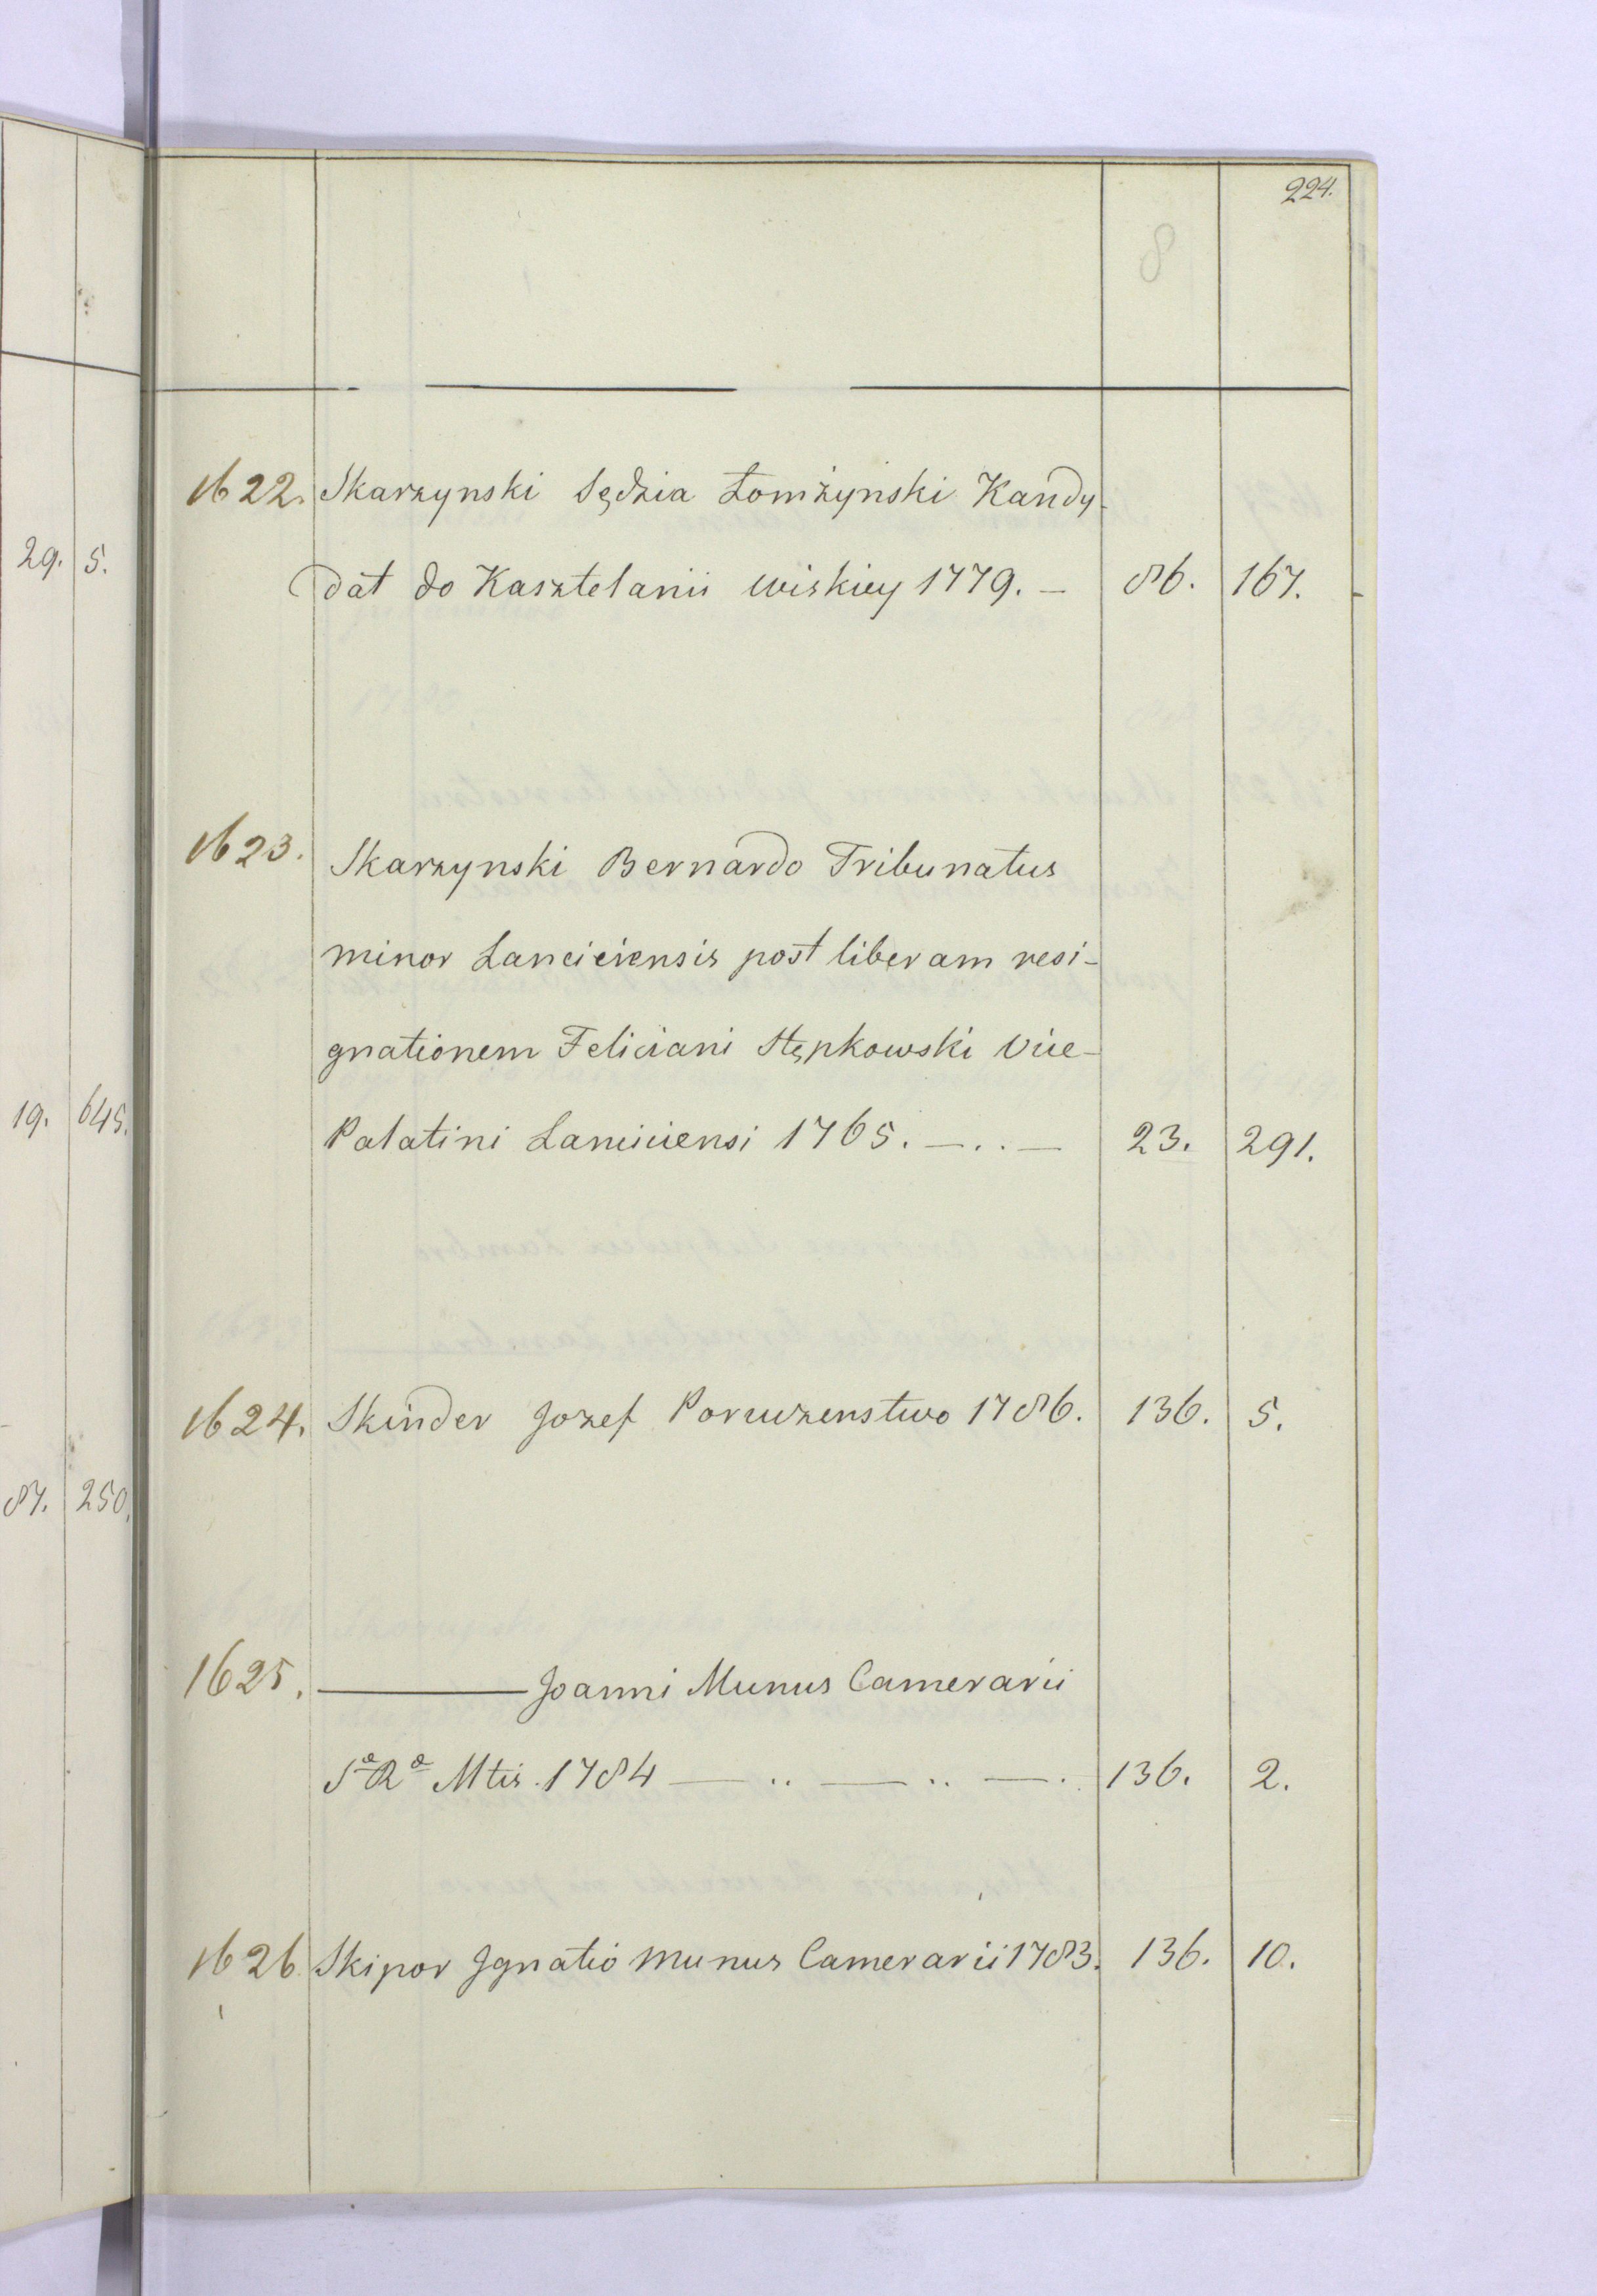 224.
8
1622. Skarzynski Sędzia Łomżynski Kandy-
dat do Kasztelanii Wiskiey 1779. — 86. 167.
29. 5.
1623. Skarzynski Bernardo Tribunatus
minor Lanciciensis post liberam resi-
gnationem Feliciani Stępkowski Vice-
Palatini Lanciciensi 1765. — . . — 23. 291.
19. 645.
1624. Skinder Jozef Poruczenstwo 1786. 136. 5.
87. 250.
1625. ——— Joanni Munus Camerarii
Sæ Ræ Mtis. 1784 — .. — .. — . 136. 2.
1626. Skipor Ignatio Munus Camerarii 1783. 136. 10.